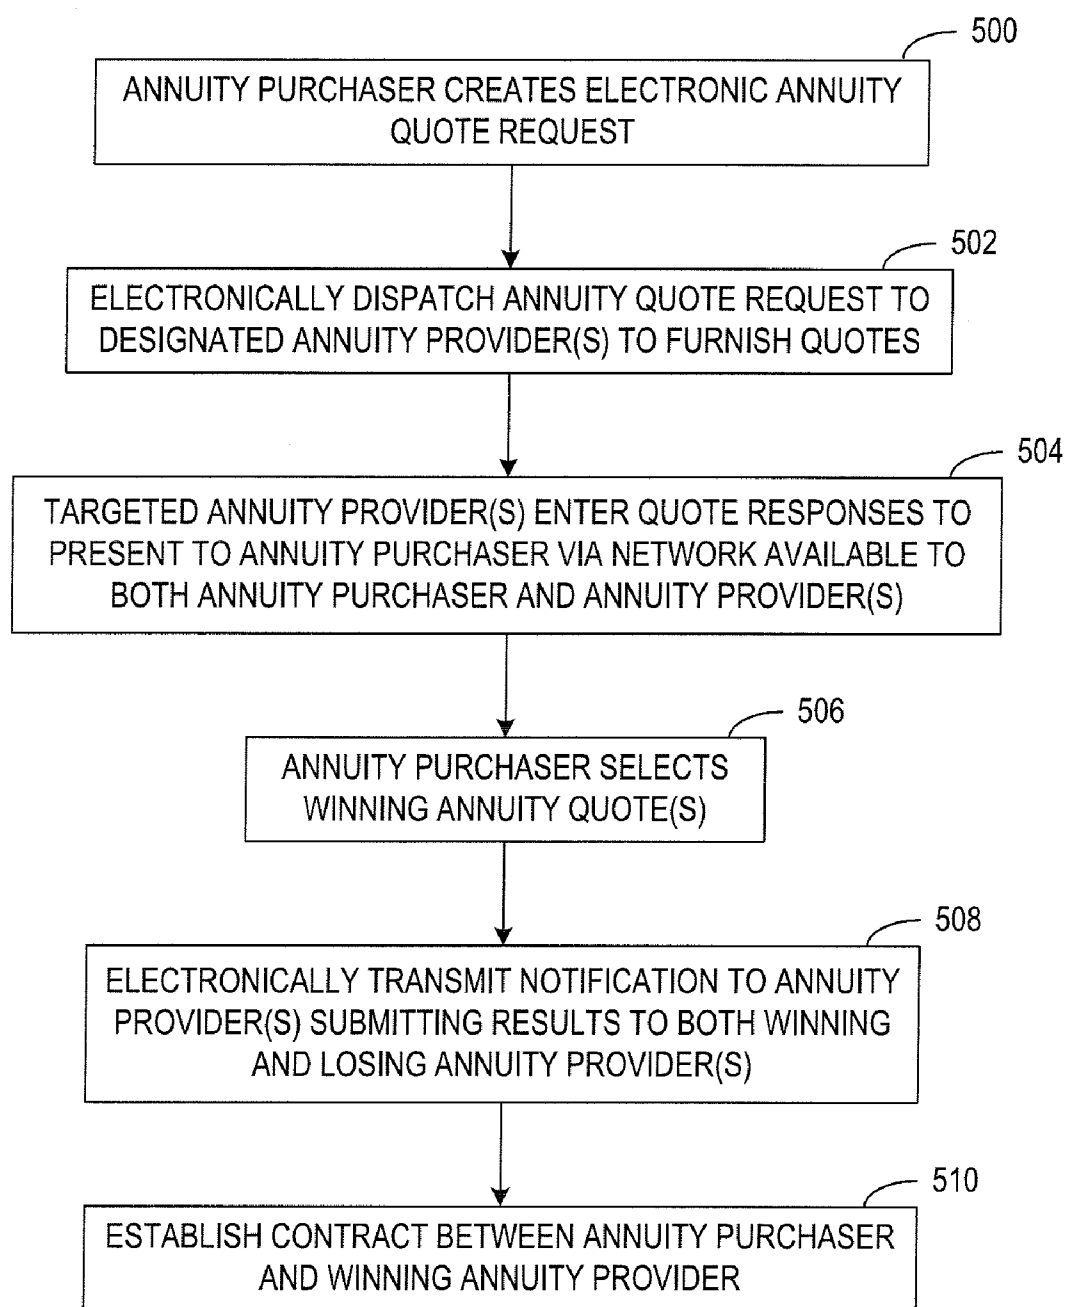 500
ANNUITY PURCHASER CREATES ELECTRONIC ANNUITY
QUOTE REQUEST
502
ELECTRONICALLY DISPATCH ANNUITY QUOTE REQUEST TO
DESIGNATED ANNUITY PROVIDER(S) TO FURNISH QUOTES
504
TARGETED ANNUITY PROVIDER(S) ENTER QUOTE RESPONSES TO
PRESENT TO ANNUITY PURCHASER VIA NETWORK AVAILABLE TO
BOTH ANNUITY PURCHASER AND ANNUITY PROVIDER(S)
506
ANNUITY PURCHASER SELECTS
WINNING ANNUITY QUOTE(S)
508
ELECTRONICALLY TRANSMIT NOTIFICATION TO ANNUITY
PROVIDER(S) SUBMITTING RESULTS TO BOTH WINNING
AND LOSING ANNUITY PROVIDER(S)
510
ESTABLISH CONTRACT BETWEEN ANNUITY PURCHASER
AND WINNING ANNUITY PROVIDER